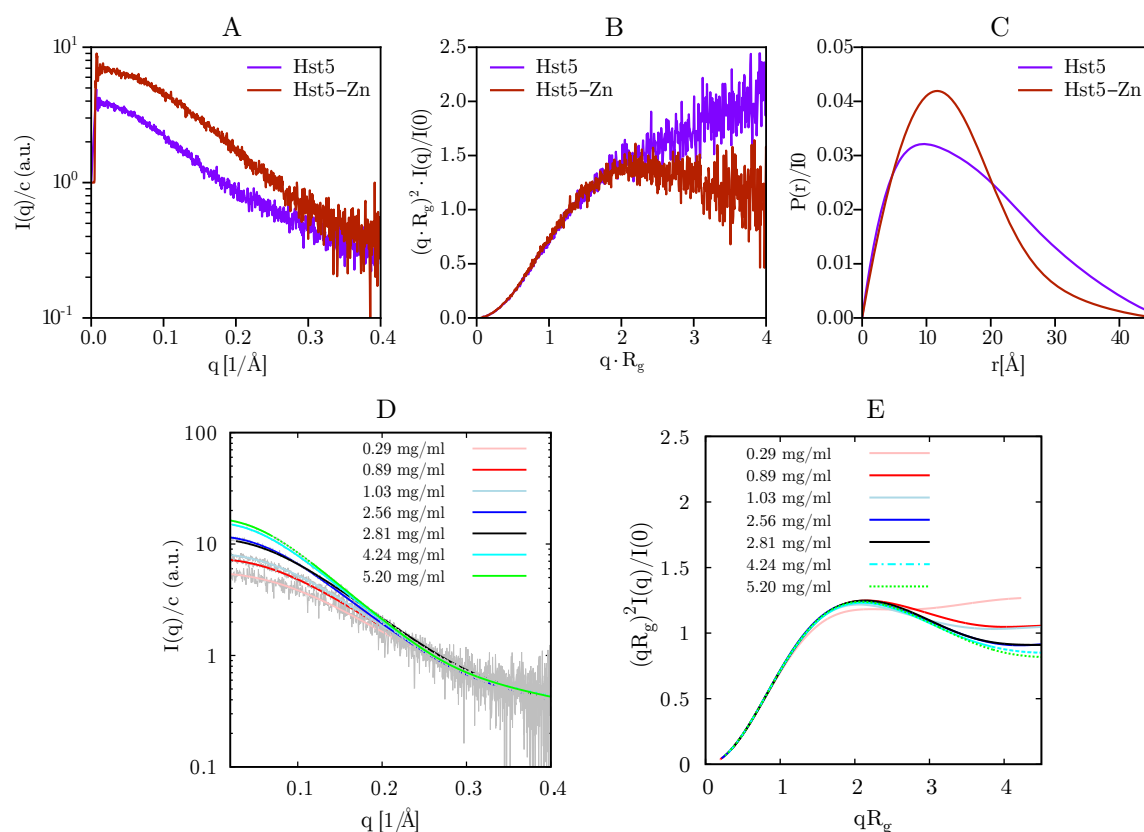 A
I(q)/c (a.u.)
10¹
10⁰
10⁻¹
Hst5
Hst5–Zn
0.0 0.1 0.2 0.3 0.4
q [1/Å]
B
(q · R_g)² · I(q)/I(0)
2.5
2.0
1.5
1.0
0.5
0.0
Hst5
Hst5–Zn
0 1 2 3 4
q · R_g
C
P(r)/I0
0.05
0.04
0.03
0.02
0.01
0.00
Hst5
Hst5–Zn
0 10 20 30 40
r[Å]
D
I(q)/c (a.u.)
100
10
1
0.1
0.29 mg/ml
0.89 mg/ml
1.03 mg/ml
2.56 mg/ml
2.81 mg/ml
4.24 mg/ml
5.20 mg/ml
0.1 0.2 0.3 0.4
q [1/Å]
E
(qR_g)²I(q)/I(0)
2.5
2
1.5
1
0.5
0
0.29 mg/ml
0.89 mg/ml
1.03 mg/ml
2.56 mg/ml
2.81 mg/ml
4.24 mg/ml
5.20 mg/ml
0 1 2 3 4
qR_g